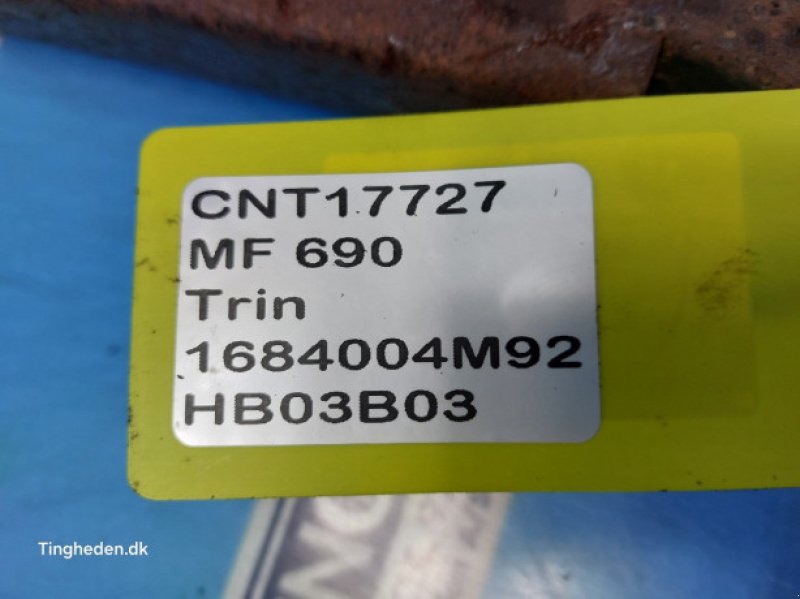 CNT17727
MF 690
Trin
1684004M92
HB03B03
Tingheden.dk